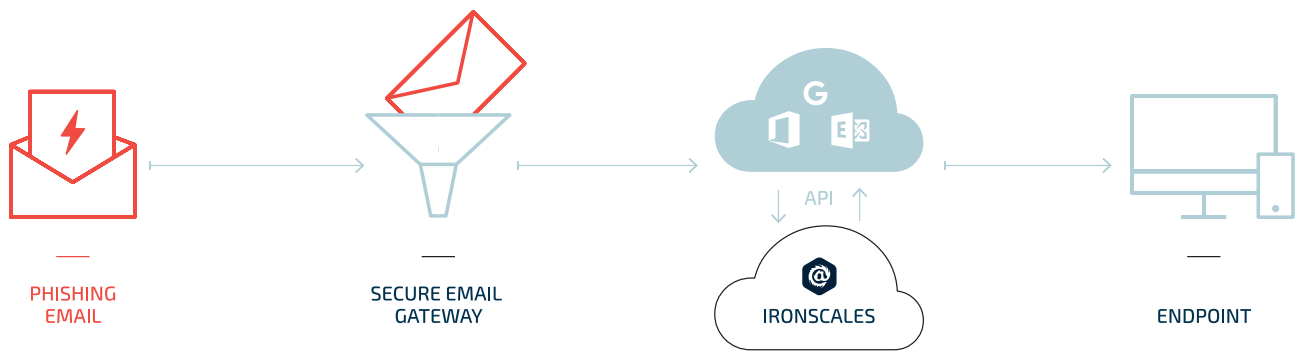 G
E
API
PHISHING
EMAIL
SECURE EMAIL
GATEWAY
@
IRONSCALES
ENDPOINT